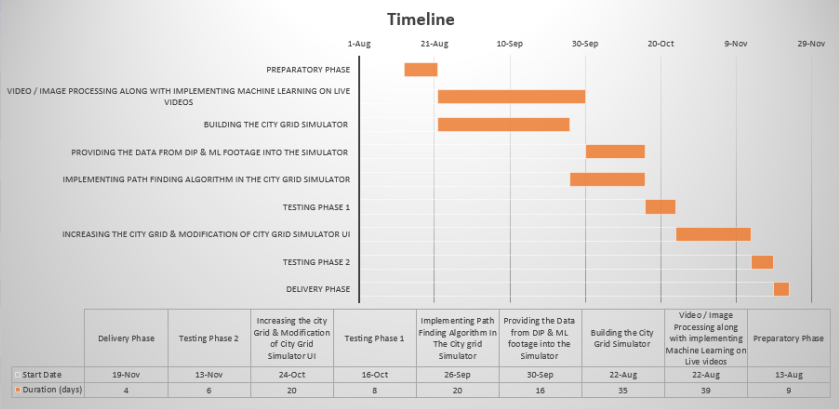 Timeline
1-Aug 21-Aug 10-Sep 30-Sep 20-Oct 9-Nov 29-Nov
PREPARATORY PHASE
VIDEO / IMAGE PROCESSING ALONG WITH IMPLEMENTING MACHINE LEARNING ON LIVE
VIDEOS
BUILDING THE CITY GRID SIMULATOR
PROVIDING THE DATA FROM DIP & ML FOOTAGE INTO THE SIMULATOR
IMPLEMENTING PATH FINDING ALGORITHM IN THE CITY GRID SIMULATOR
TESTING PHASE 1
INCREASING THE CITY GRID & MODIFICATION OF CITY GRID SIMULATOR UI
TESTING PHASE 2
DELIVERY PHASE
Delivery Phase
Testing Phase 2
Increasing the city
Grid & Modification
of City Grid
Simulator UI
Testing Phase 1
Implementing Path
Finding Algorithm In
The City grid
Simulator
Providing the Data
from DIP & ML
footage into the
Simulator
Building the City
Grid Simulator
Video / Image
Processing along
with implementing
Machine Learning on
Live videos
Preparatory Phase
Start Date 19-Nov 13-Nov 24-Oct 16-Oct 26-Sep 30-Sep 22-Aug 22-Aug 13-Aug
Duration (days) 4 6 20 8 20 16 35 39 9